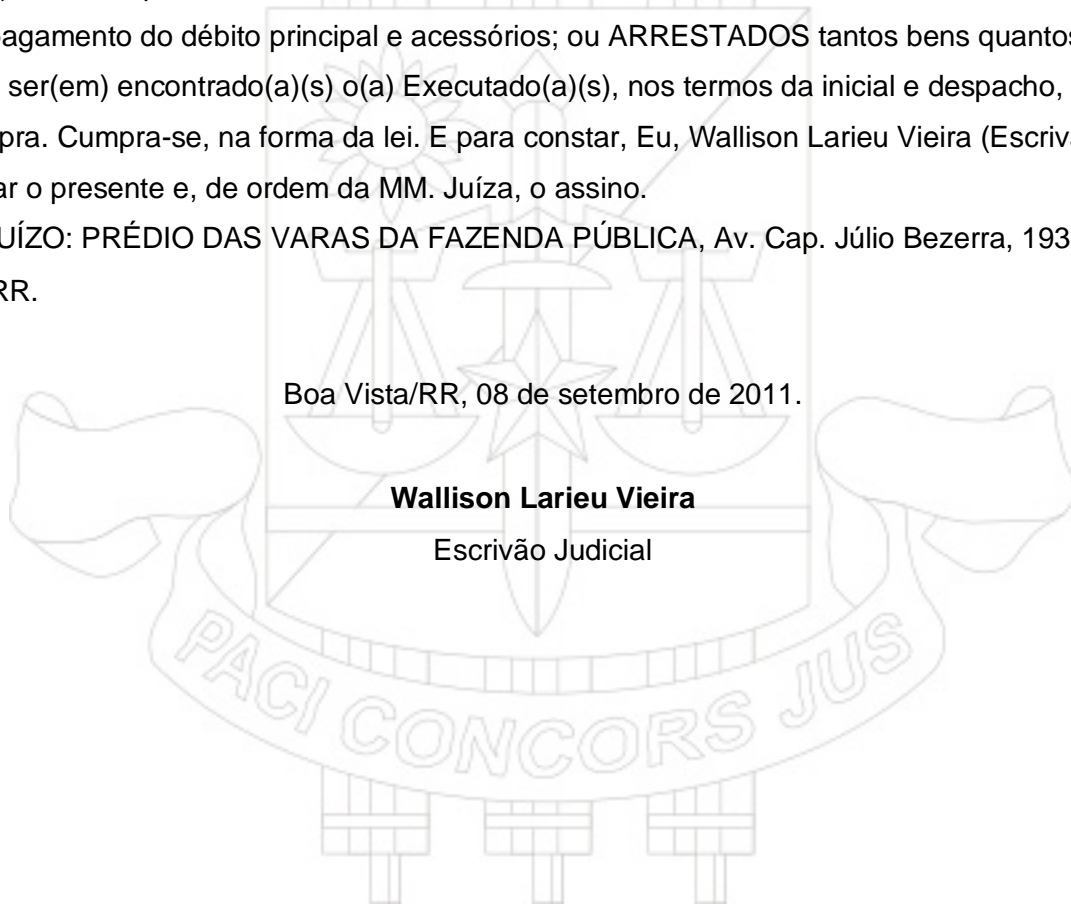 pagamento do débito principal e acessórios; ou ARRESTADOS tantos bens quantos
ser(em) encontrado(a)(s) o(a) Executado(a)(s), nos termos da inicial e despacho,
pra. Cumpra-se, na forma da lei. E para constar, Eu, Wallison Larieu Vieira (Escriv
ar o presente e, de ordem da MM. Juíza, o assino.
UÍZO: PRÉDIO DAS VARAS DA FAZENDA PÚBLICA, Av. Cap. Júlio Bezerra, 193
RR.
Boa Vista/RR, 08 de setembro de 2011.
Wallison Larieu Vieira
Escrivão Judicial
PACI CONCORS JUS